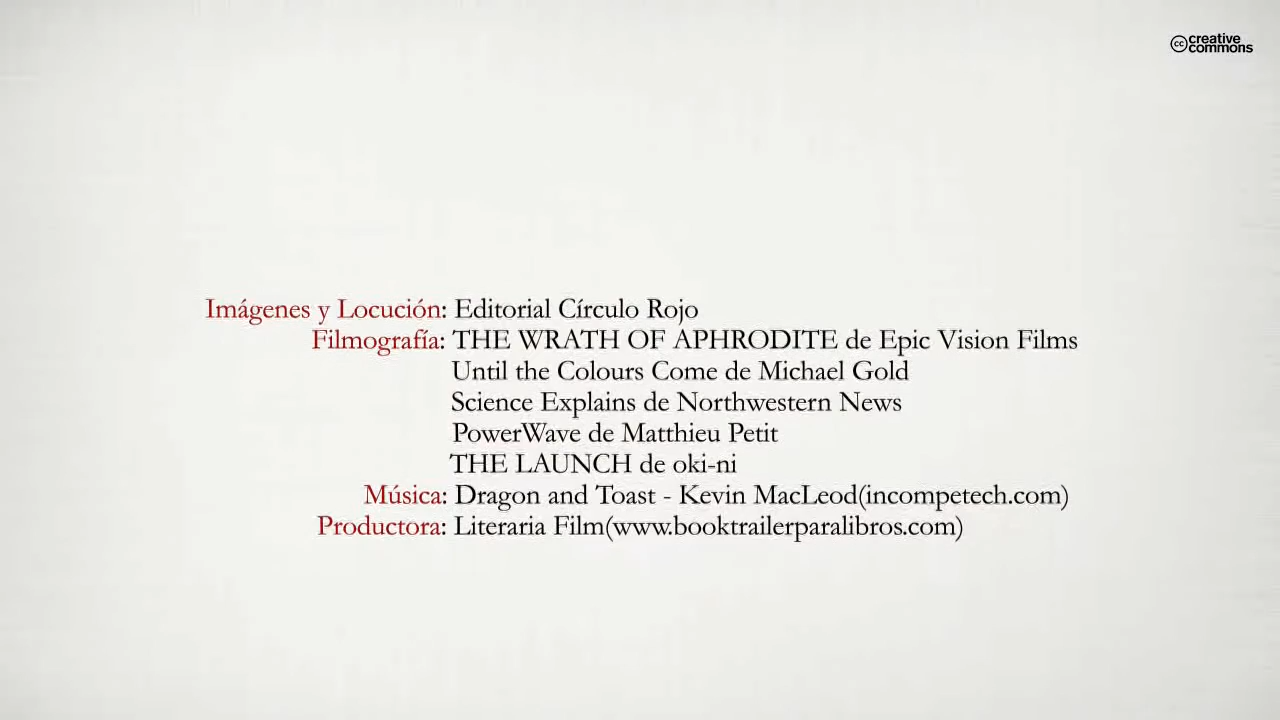 creative
commons
Imágenes y Locución: Editorial Círculo Rojo
Filmografía: THE WRATH OF APHRODITE de Epic Vision Films
Until the Colours Come de Michael Gold
Science Explains de Northwestern News
PowerWave de Matthieu Petit
THE LAUNCH de oki-ni
Música: Dragon and Toast - Kevin MacLeod(incompetech.com)
Productora: Literaria Film(www.booktrailerparalibros.com)